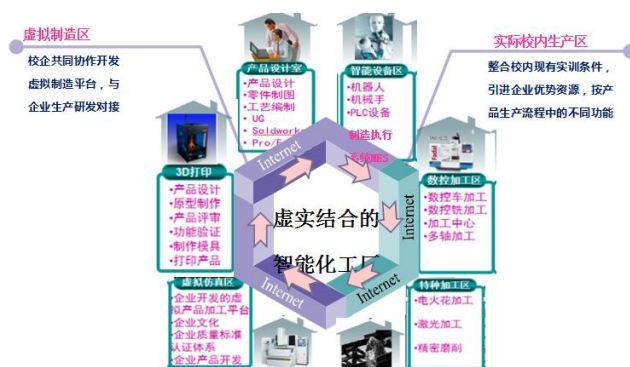 虚拟制造区
校企共同协作开发
虚拟制造平台，与
企业生产研发对接
实际校内生产区
整合校内现有实训条件，
引进企业优势资源，按产
品生产流程中的不同功能
产品设计室
•产品设计
•零件制图
•工艺编制
•UG
•Soldworks
•Pro/E
智能设备区
•机器人
•机械手
•PLC设备
制造执行
系统MES
3D打印
•产品设计
•原型制作
•产品评审
•功能验证
•制作模具
•打印产品
数控加工区
•数控车加工
•数控铣加工
•加工中心
•多轴加工
虚实结合的
智能化工厂
Internet
Internet
Internet
Internet
Internet
虚拟仿真区
•企业开发的虚
拟产品加工平台
•企业文化
•企业质量标准
认证体系
•企业产品开发
特种加工区
•电火花加工
•激光加工
•精密磨削